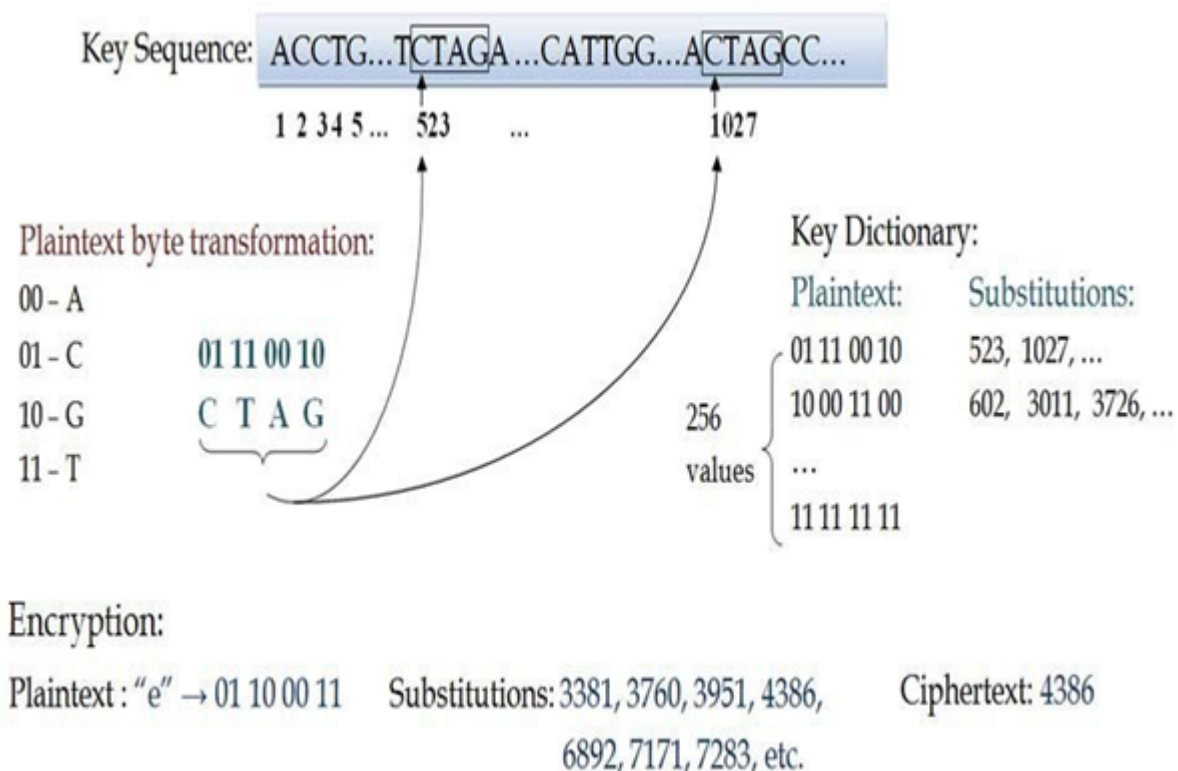 Key Sequence: ACCTG...TCTAGA ...CATTGG...ACTAGCC...
1 2 3 4 5 ... 523 ... 1027
Plaintext byte transformation:
00 – A
01 – C
10 – G
11 – T
01 11 00 10
C T A G
Key Dictionary:
Plaintext: Substitutions:
01 11 00 10 523, 1027, ...
10 00 11 00 602, 3011, 3726, ...
...
11 11 11 11
256
values
Encryption:
Plaintext : “e” → 01 10 00 11 Substitutions: 3381, 3760, 3951, 4386, Ciphertext: 4386
6892, 7171, 7283, etc.